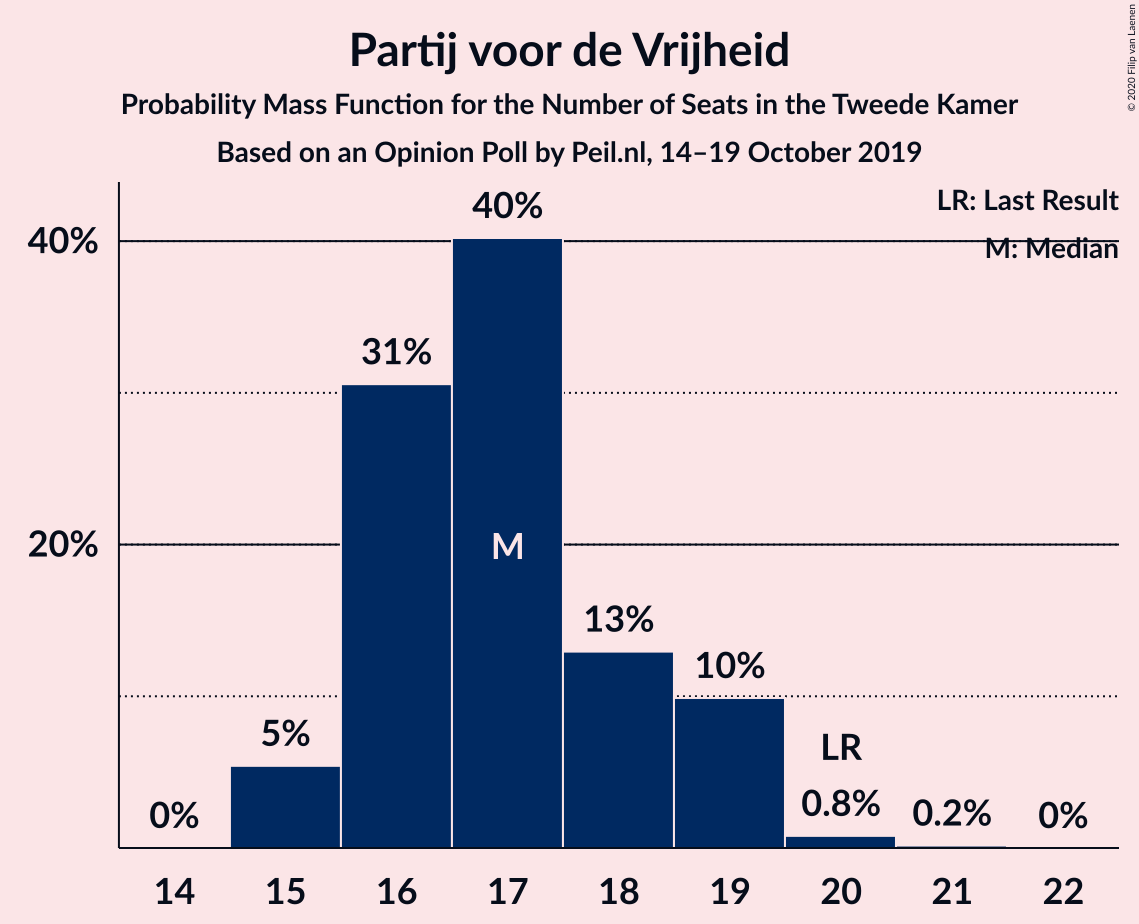 © 2020 Filip van Laenen
Partij voor de Vrijheid
Probability Mass Function for the Number of Seats in the Tweede Kamer
Based on an Opinion Poll by Peil.nl, 14–19 October 2019
LR: Last Result
M: Median
40%
20%
0%
5%
31%
40%
M
13%
10%
LR
0.8%
0.2%
0%
14 15 16 17 18 19 20 21 22